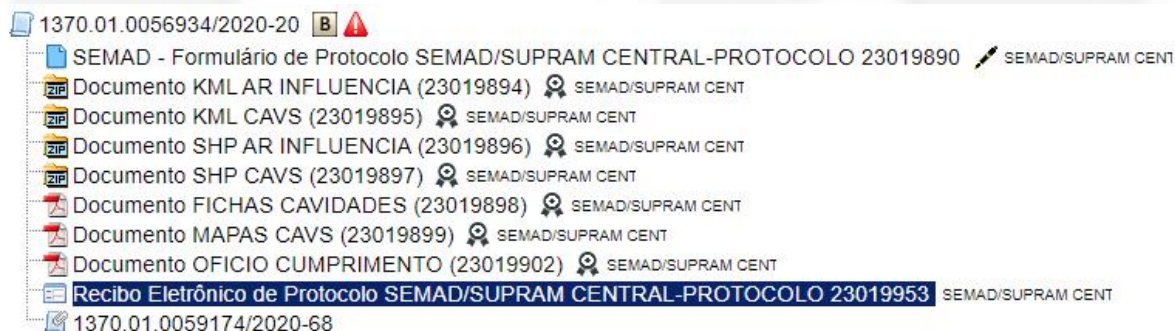 1370.01.0056934/2020-20 B
SEMAD - Formulário de Protocolo SEMAD/SUPRAM CENTRAL-PROTOCOLO 23019890 SEMAD/SUPRAM CENT
ZIP Documento KML AR INFLUENCIA (23019894) SEMAD/SUPRAM CENT
ZIP Documento KML CAVS (23019895) SEMAD/SUPRAM CENT
ZIP Documento SHP AR INFLUENCIA (23019896) SEMAD/SUPRAM CENT
ZIP Documento SHP CAVS (23019897) SEMAD/SUPRAM CENT
Documento FICHAS CAVIDADES (23019898) SEMAD/SUPRAM CENT
Documento MAPAS CAVS (23019899) SEMAD/SUPRAM CENT
Documento OFICIO CUMPRIMENTO (23019902) SEMAD/SUPRAM CENT
Recibo Eletrônico de Protocolo SEMAD/SUPRAM CENTRAL-PROTOCOLO 23019953 SEMAD/SUPRAM CENT
1370.01.0059174/2020-68